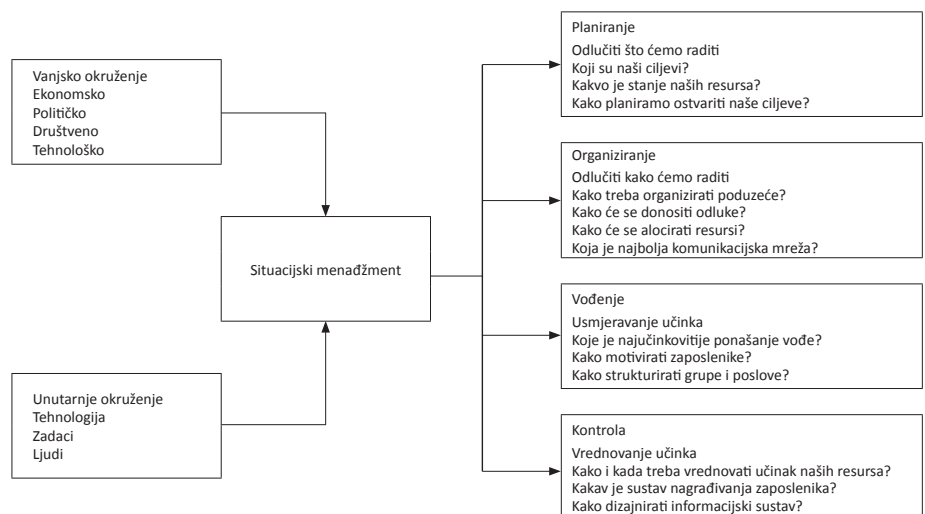 Vanjsko okruženje
Ekonomsko
Političko
Društveno
Tehnološko
Situacijski menadžment
Unutarnje okruženje
Tehnologija
Zadaci
Ljudi
Planiranje
Odlučiti što ćemo raditi
Koji su naši ciljevi?
Kakvo je stanje naših resursa?
Kako planiramo ostvariti naše ciljeve?
Organiziranje
Odlučiti kako ćemo raditi
Kako treba organizirati poduzeće?
Kako će se donositi odluke?
Kako će se alocirati resursi?
Koja je najbolja komunikacijska mreža?
Vođenje
Usmjeravanje učinka
Koje je najučinkovitije ponašanje vođe?
Kako motivirati zaposlenike?
Kako strukturirati grupe i poslove?
Kontrola
Vrednovanje učinka
Kako i kada treba vrednovati učinak naših resursa?
Kakav je sustav nagrađivanja zaposlenika?
Kako dizajnirati informacijski sustav?